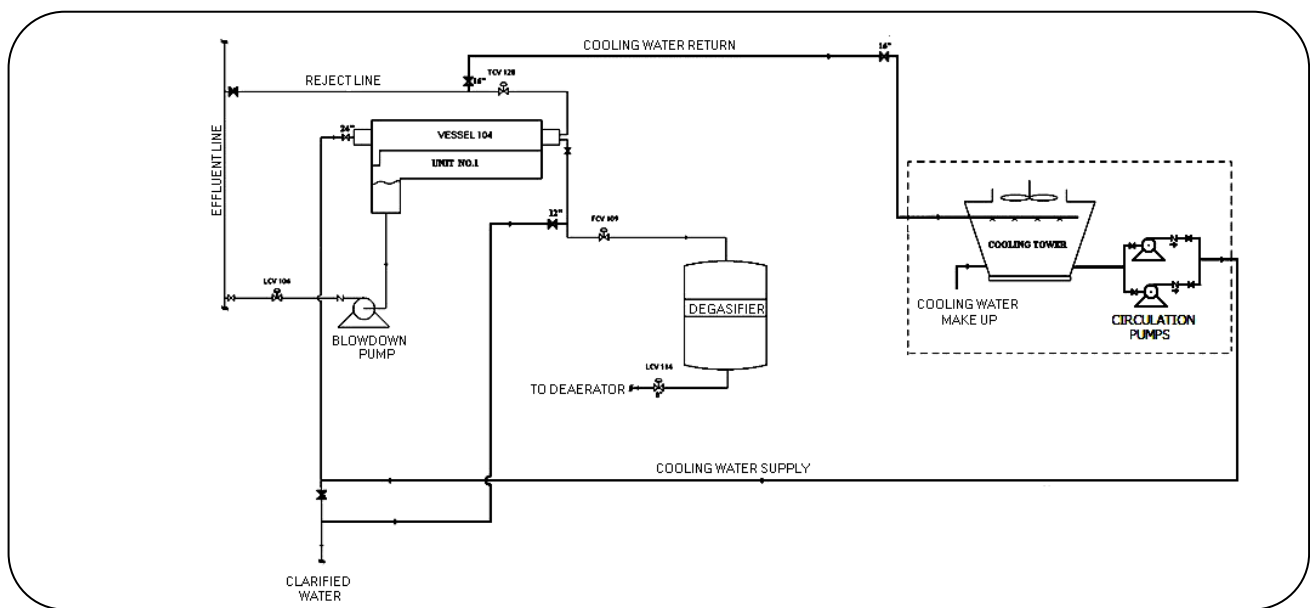 COOLING WATER RETURN
16"
TCV 128
REJECT LINE
16"
24"
VESSEL 104
UNIT NO.1
EFFLUENT LINE
12"
FCV 109
COOLING TOWER
LCV 106
DEGASIFIER
COOLING WATER
MAKE UP
CIRCULATION
PUMPS
BLOWDOWN
PUMP
LCV 114
TO DEAERATOR
COOLING WATER SUPPLY
CLARIFIED
WATER